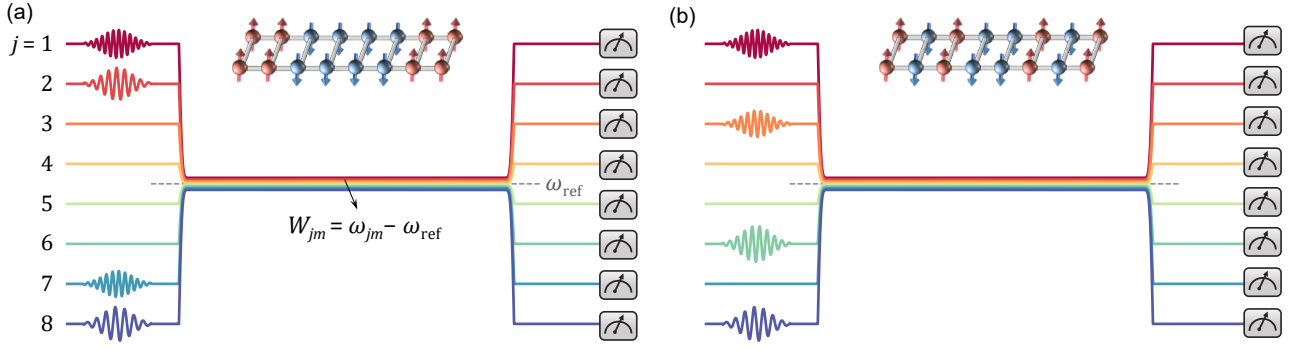 (a)
(b)
j = 1
2
3
4
5
6
7
8
ω_ref
W_jm = ω_jm − ω_ref